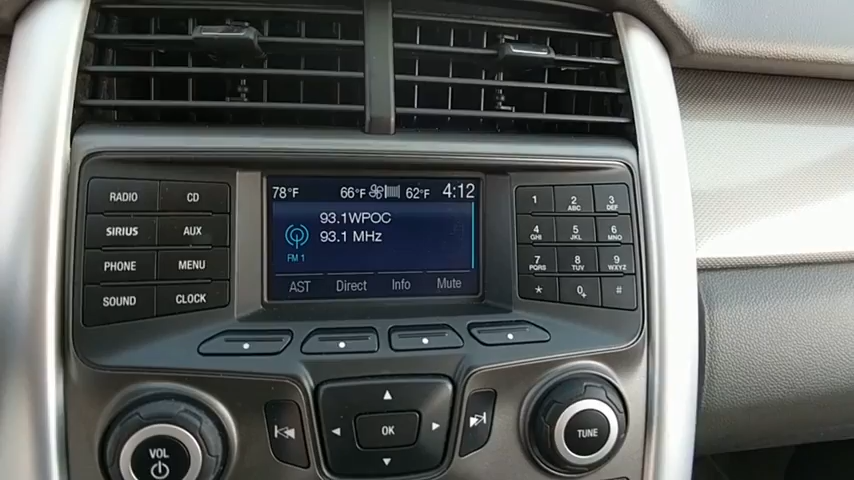 RADIO CD
SIRIUS AUX
PHONE MENU
SOUND CLOCK
78°F 66°F 62°F 4:12
93.1WPOC
93.1 MHz
FM 1
AST Direct Info Mute
1 2 ABC 3 DEF
4 GHI 5 JKL 6 MNO
7 PQRS 8 TUV 9 WXYZ
* 0 + #
VOL
OK
TUNE